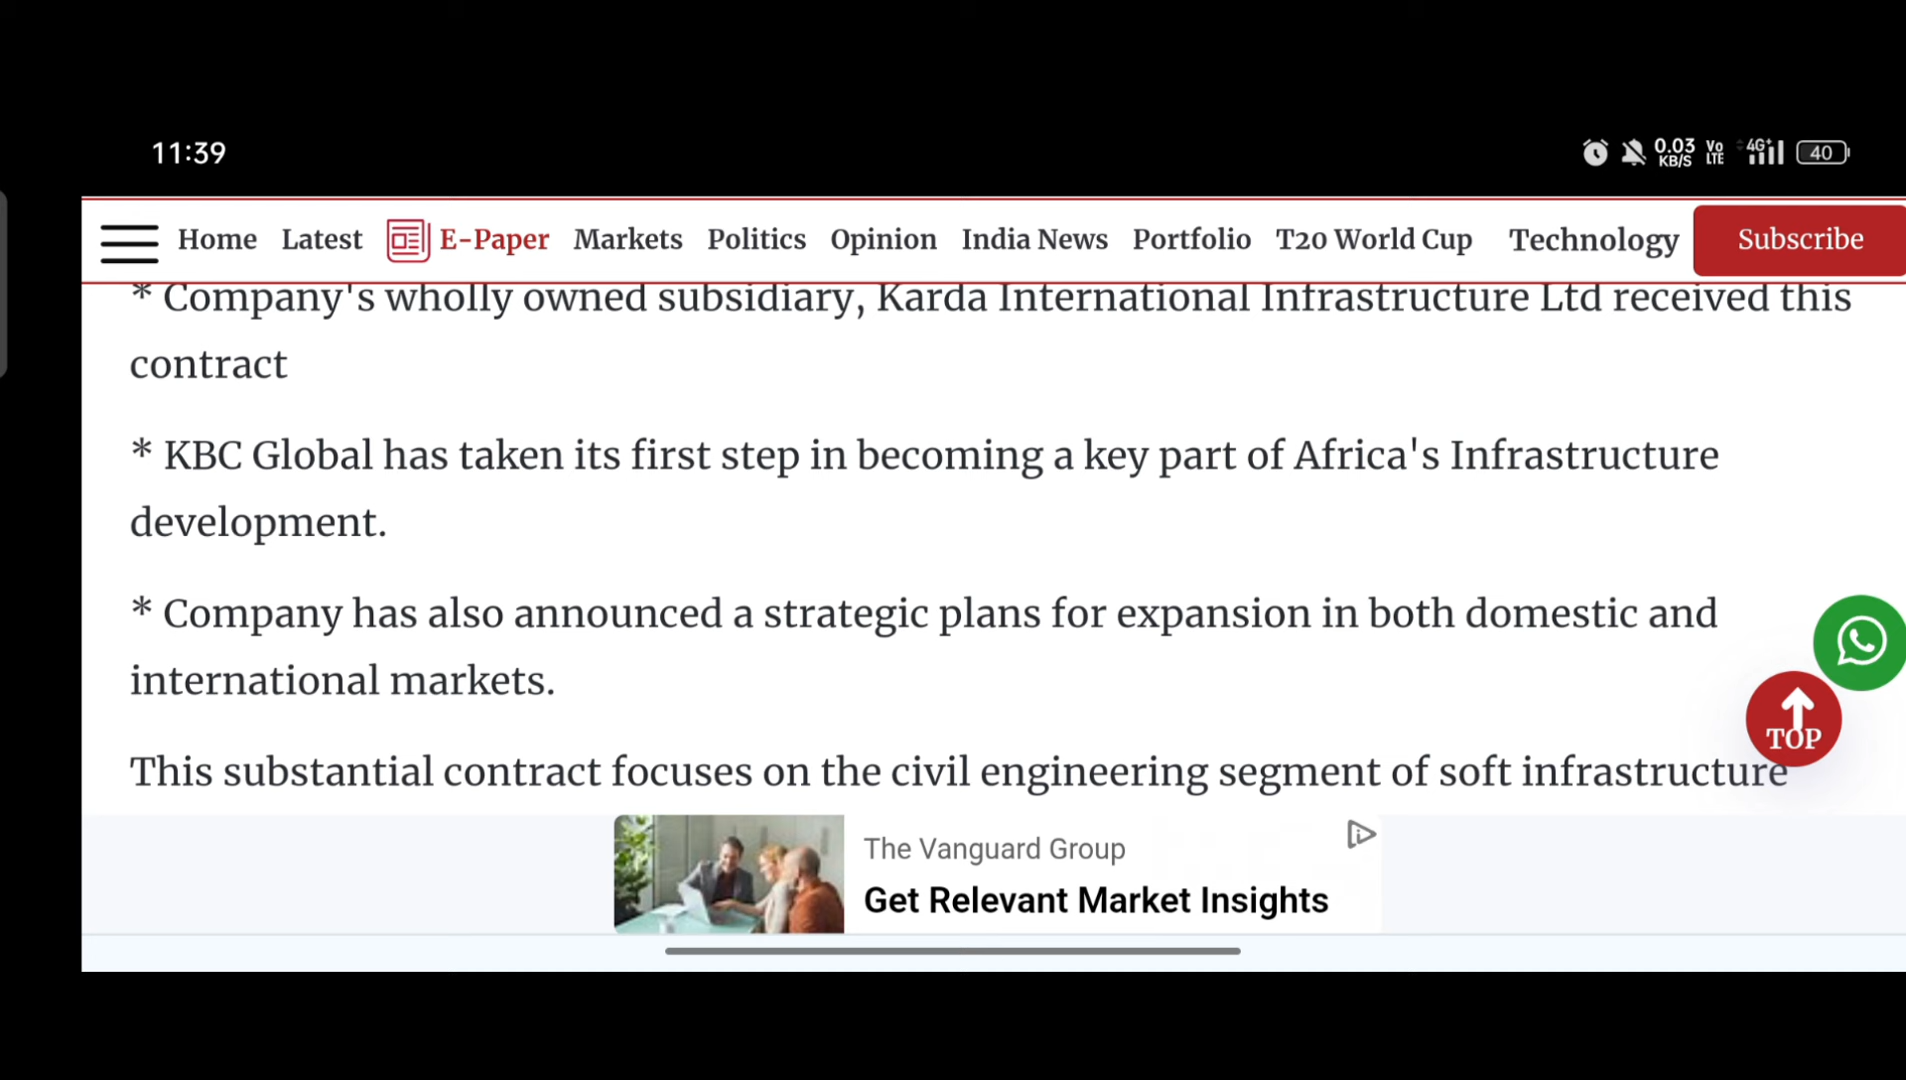 11:39
0.03 KB/S Vo LTE 4G+ 40
Home Latest E-Paper Markets Politics Opinion India News Portfolio T20 World Cup Technology Subscribe
* Company's wholly owned subsidiary, Karda International Infrastructure Ltd received this
contract
* KBC Global has taken its first step in becoming a key part of Africa's Infrastructure
development.
* Company has also announced a strategic plans for expansion in both domestic and
international markets.
TOP
This substantial contract focuses on the civil engineering segment of soft infrastructure
The Vanguard Group
Get Relevant Market Insights